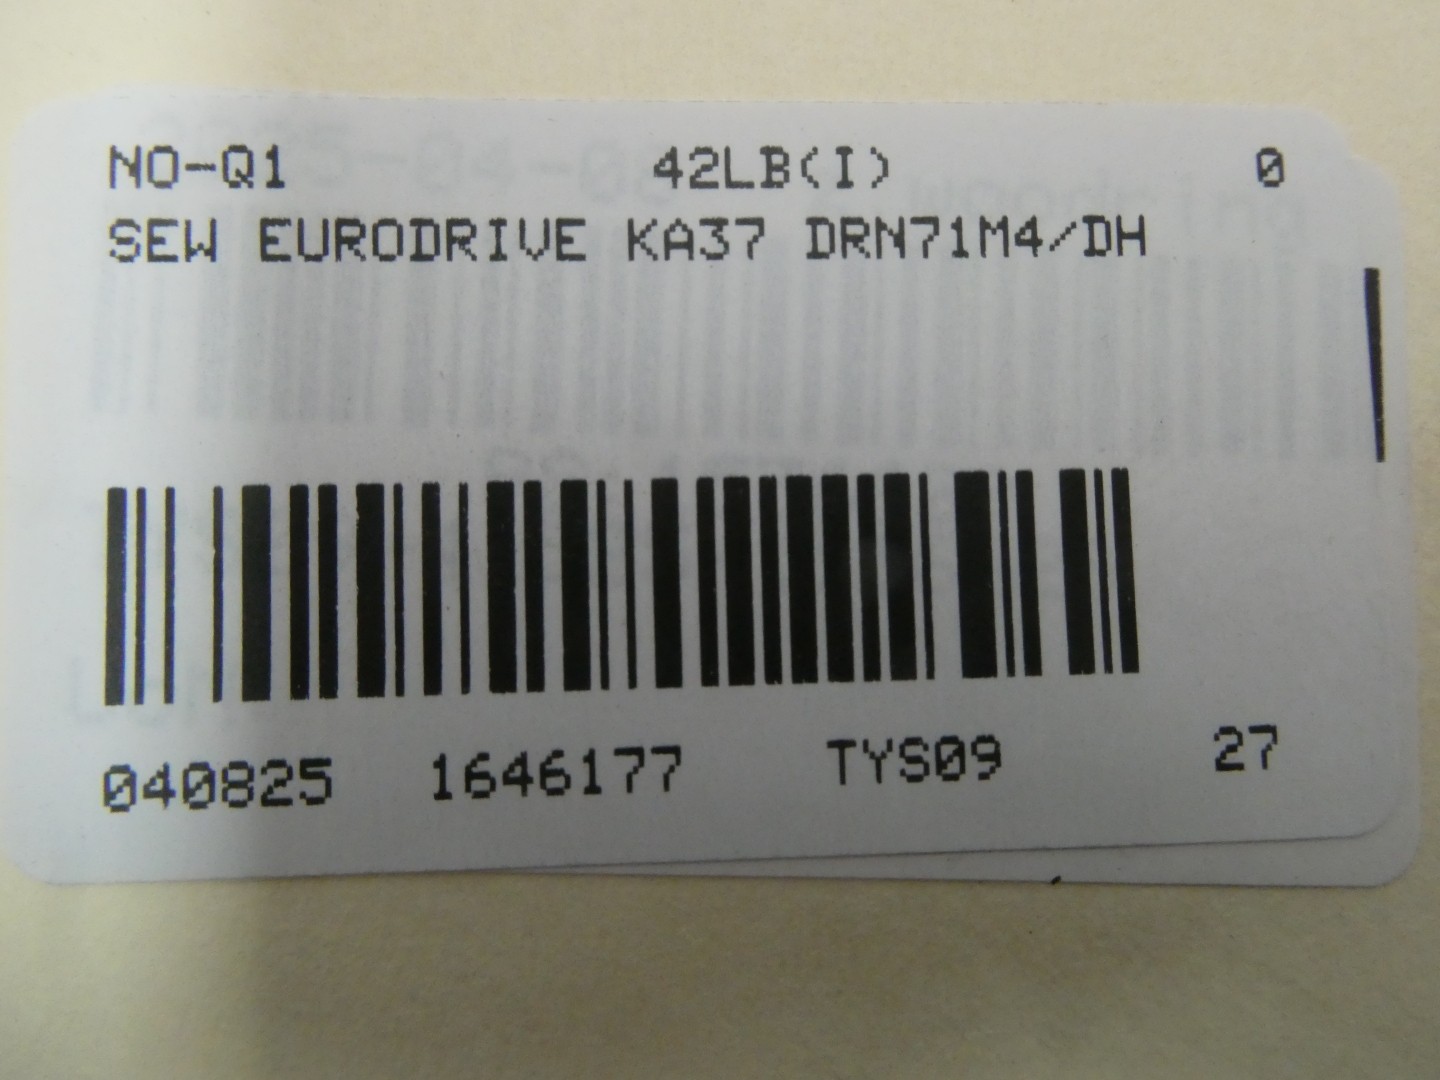 NO-Q1 42LB(I) 0
SEW EURODRIVE KA37 DRN71M4/DH
040825 1646177 TYS09 27